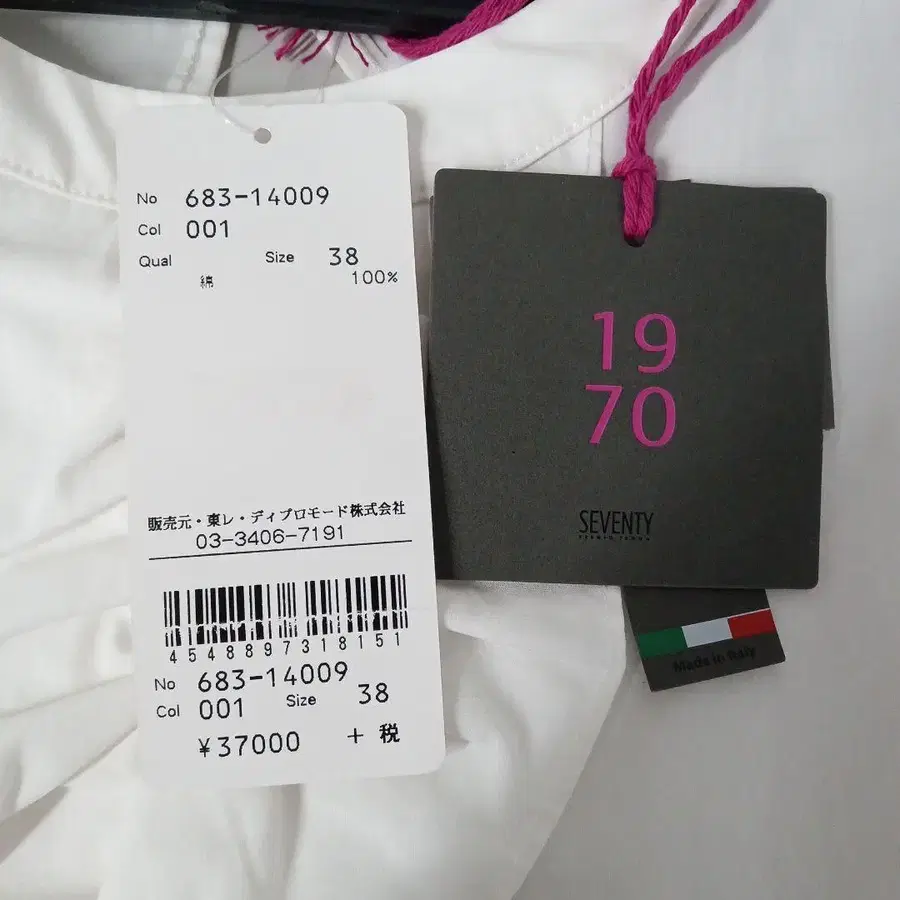 No 683-14009
Col 001
Qual Size 38
綿 100%
販売元・東レ・ディプロモード株式会社
03-3406-7191
4548897318151
No 683-14009
Col 001 Size 38
¥37000 + 税
19
70
SEVENTY
Made in Italy